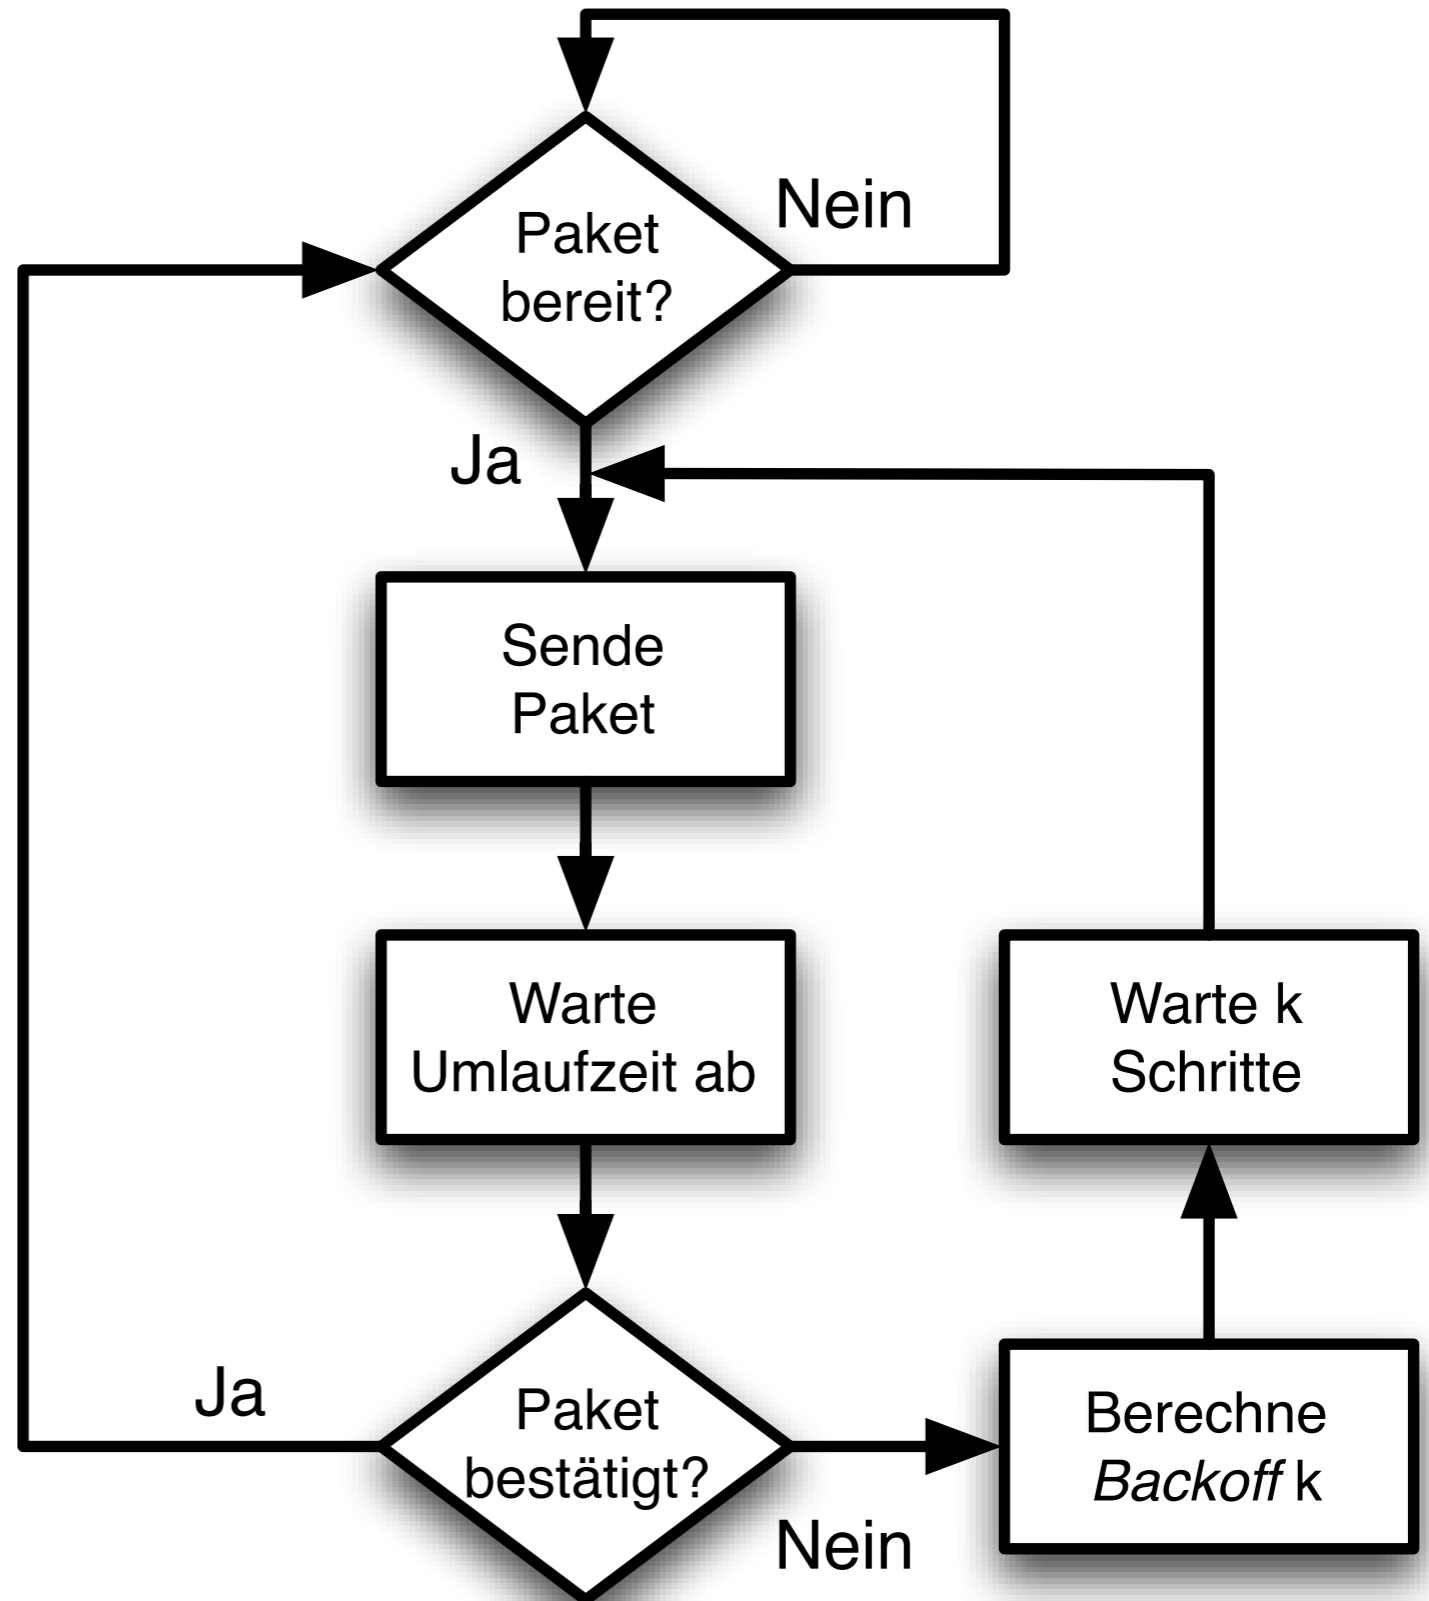 Paket
bereit?
Nein
Ja
Sende
Paket
Warte
Umlaufzeit ab
Warte k
Schritte
Paket
bestätigt?
Ja
Nein
Berechne
Backoff k